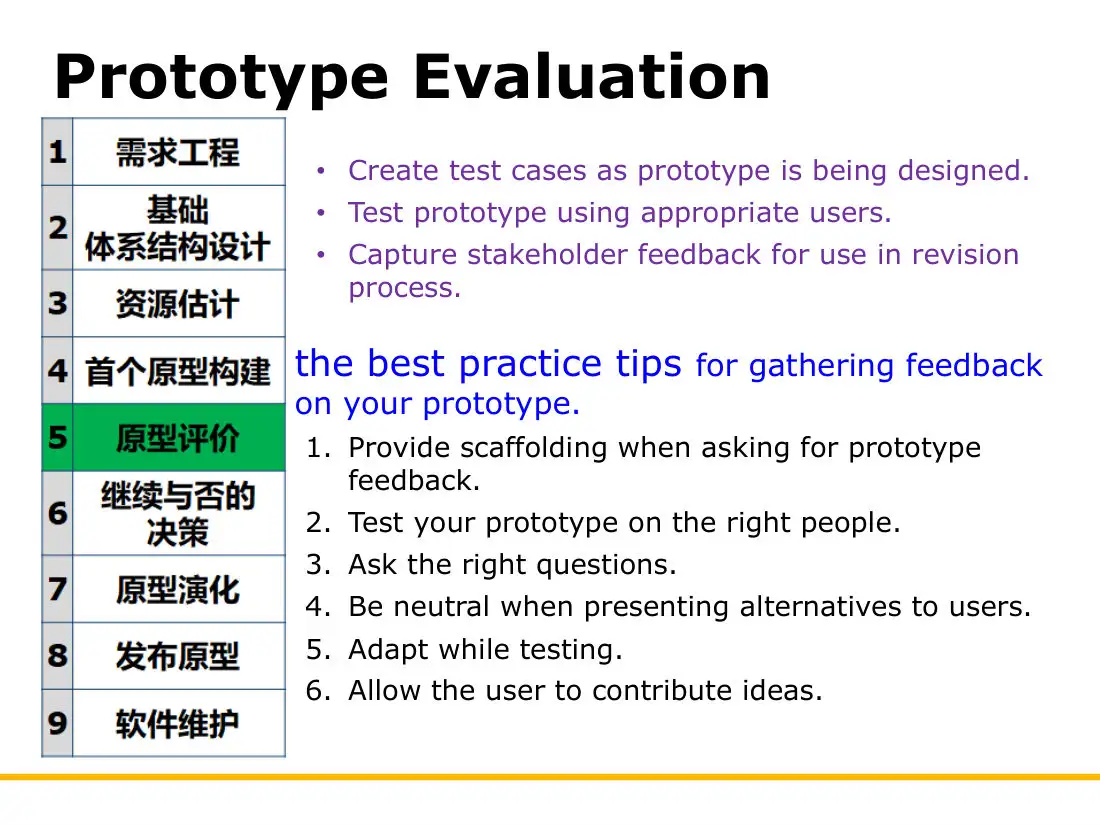 Prototype Evaluation
1 需求工程
2 基础
体系结构设计
3 资源估计
4 首个原型构建
5 原型评价
6 继续与否的
决策
7 原型演化
8 发布原型
9 软件维护
• Create test cases as prototype is being designed.
• Test prototype using appropriate users.
• Capture stakeholder feedback for use in revision
process.
the best practice tips for gathering feedback
on your prototype.
1. Provide scaffolding when asking for prototype
feedback.
2. Test your prototype on the right people.
3. Ask the right questions.
4. Be neutral when presenting alternatives to users.
5. Adapt while testing.
6. Allow the user to contribute ideas.